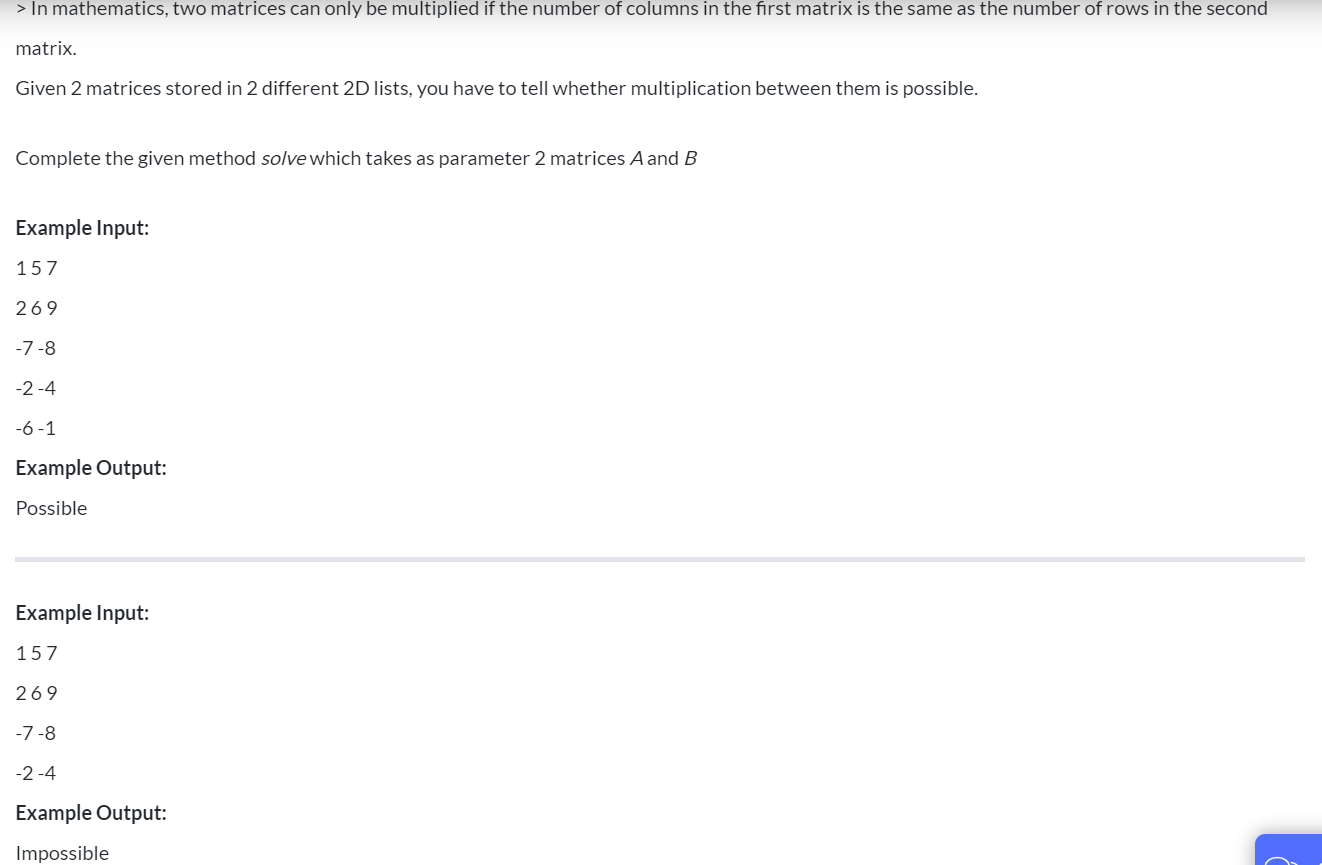 > In mathematics, two matrices can only be multiplied if the number of columns in the first matrix is the same as the number of rows in the second
matrix.
Given 2 matrices stored in 2 different 2D lists, you have to tell whether multiplication between them is possible.
Complete the given method solve which takes as parameter 2 matrices A and B
Example Input:
1 5 7
2 6 9
-7 -8
-2 -4
-6 -1
Example Output:
Possible
Example Input:
1 5 7
2 6 9
-7 -8
-2 -4
Example Output:
Impossible